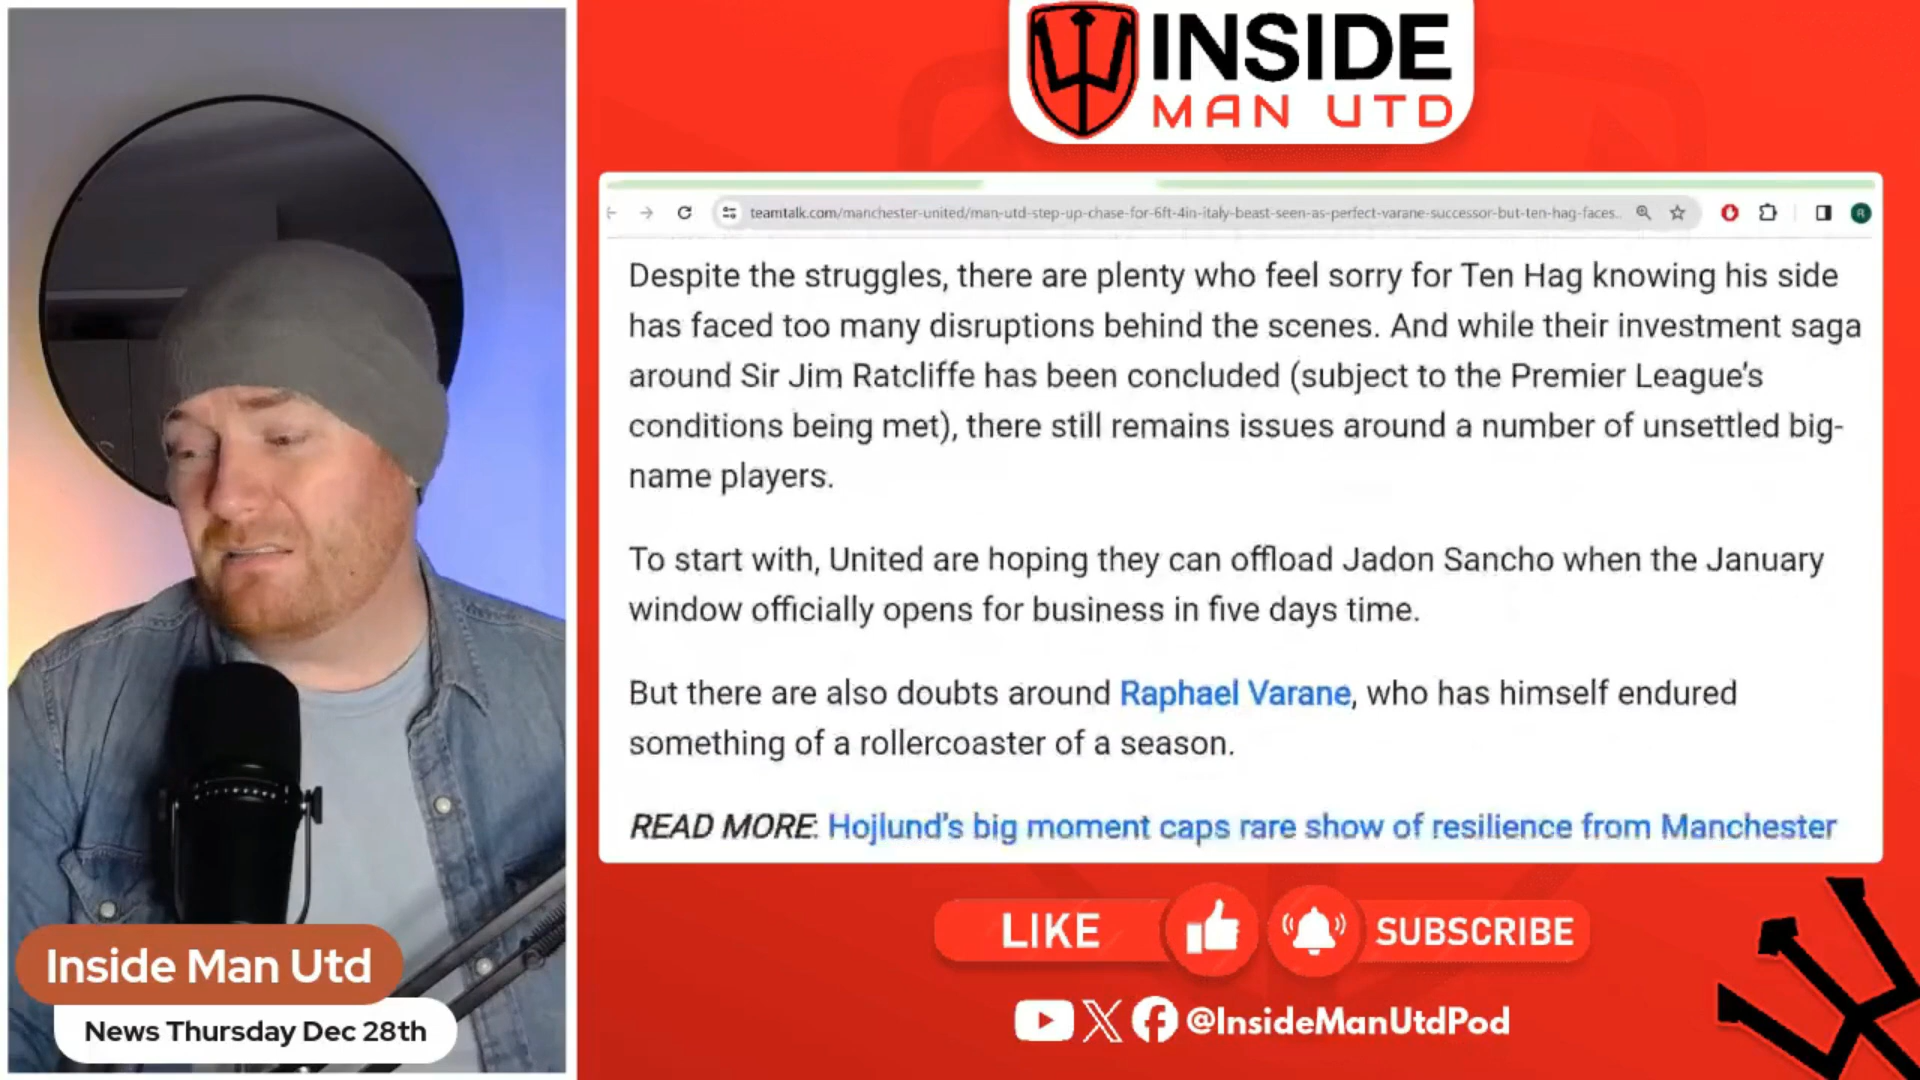 INSIDE
MAN UTD
teamtalk.com/manchester-united/man-utd-step-up-chase-for-6ft-4in-italy-beast-seen-as-perfect-varane-successor-but-ten-hag-faces...
R
Despite the struggles, there are plenty who feel sorry for Ten Hag knowing his side
has faced too many disruptions behind the scenes. And while their investment saga
around Sir Jim Ratcliffe has been concluded (subject to the Premier League's
conditions being met), there still remains issues around a number of unsettled big-
name players.
To start with, United are hoping they can offload Jadon Sancho when the January
window officially opens for business in five days time.
But there are also doubts around Raphael Varane, who has himself endured
something of a rollercoaster of a season.
READ MORE: Hojlund's big moment caps rare show of resilience from Manchester
LIKE
SUBSCRIBE
@InsideManUtdPod
Inside Man Utd
News Thursday Dec 28th